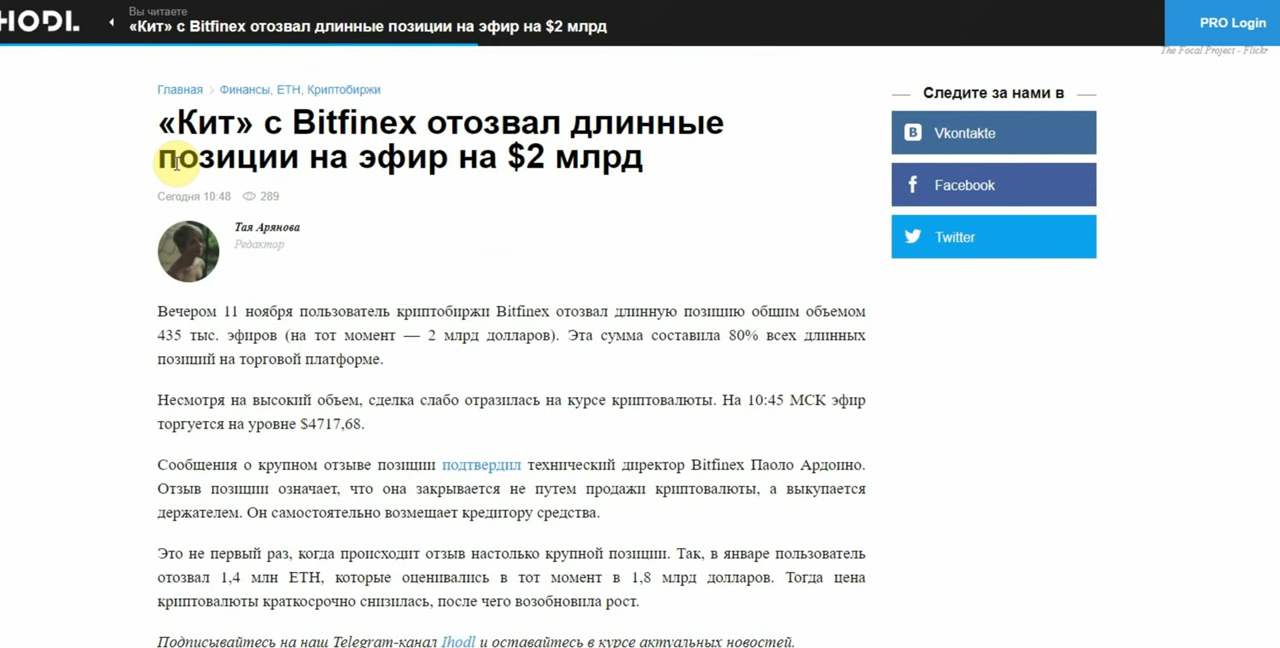 HODL.
Вы читаете
«Кит» с Bitfinex отозвал длинные позиции на эфир на $2 млрд
PRO Login
The Focal Project - Flickr
Главная > Финансы, ETH, Криптобиржи
«Кит» с Bitfinex отозвал длинные
позиции на эфир на $2 млрд
Сегодня 10:48 289
Тая Арянова
Редактор
Вечером 11 ноября пользователь криптобиржи Bitfinex отозвал длинную позицию общим объемом
435 тыс. эфиров (на тот момент — 2 млрд долларов). Эта сумма составила 80% всех длинных
позиций на торговой платформе.
Несмотря на высокий объем, сделка слабо отразилась на курсе криптовалюты. На 10:45 МСК эфир
торгуется на уровне $4717,68.
Сообщения о крупном отзыве позиции подтвердил технический директор Bitfinex Паоло Ардоино.
Отзыв позиции означает, что она закрывается не путем продажи криптовалюты, а выкупается
держателем. Он самостоятельно возмещает кредитору средства.
Это не первый раз, когда происходит отзыв настолько крупной позиции. Так, в январе пользователь
отозвал 1,4 млн ETH, которые оценивались в тот момент в 1,8 млрд долларов. Тогда цена
криптовалюты краткосрочно снизилась, после чего возобновила рост.
Подписывайтесь на наш Telegram-канал Ihodl и оставайтесь в курсе актуальных новостей.
Следите за нами в
Vkontakte
Facebook
Twitter